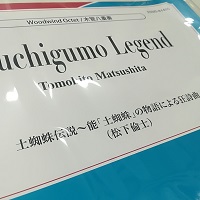 Woodwind Octet / 木管八重奏
uchigumo Legend
Tomohito Matsushita
土蜘蛛伝説～能「土蜘蛛」の物語による狂詩曲
（松下倫士）